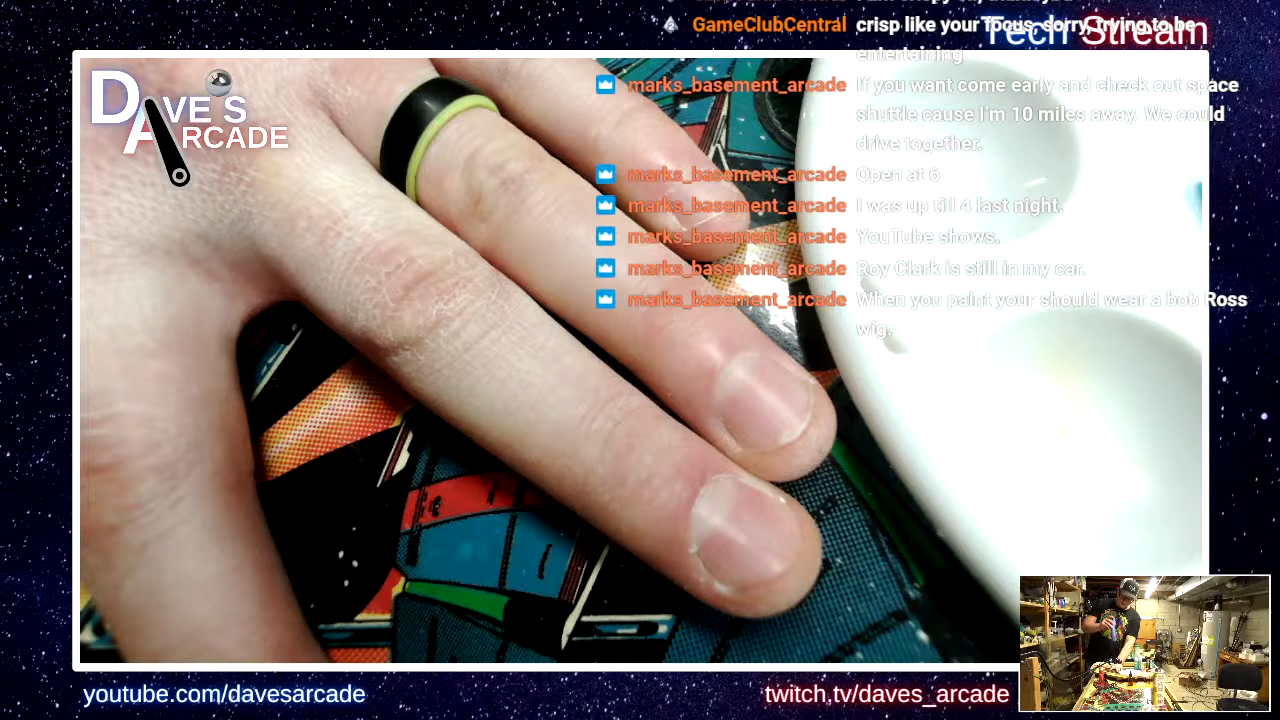 GameClubCentral crisp like your focus. sorry, trying to be
entertaining
Tech Stream
DAVE'S
ARCADE
marks_basement_arcade If you want come early and check out space
shuttle cause I'm 10 miles away. We could
drive together.
marks_basement_arcade Open at 6
marks_basement_arcade I was up till 4 last night.
marks_basement_arcade YouTube shows.
marks_basement_arcade Roy Clark is still in my car.
marks_basement_arcade When you paint your should wear a bob Ross
wig.
youtube.com/davesarcade
twitch.tv/daves_arcade